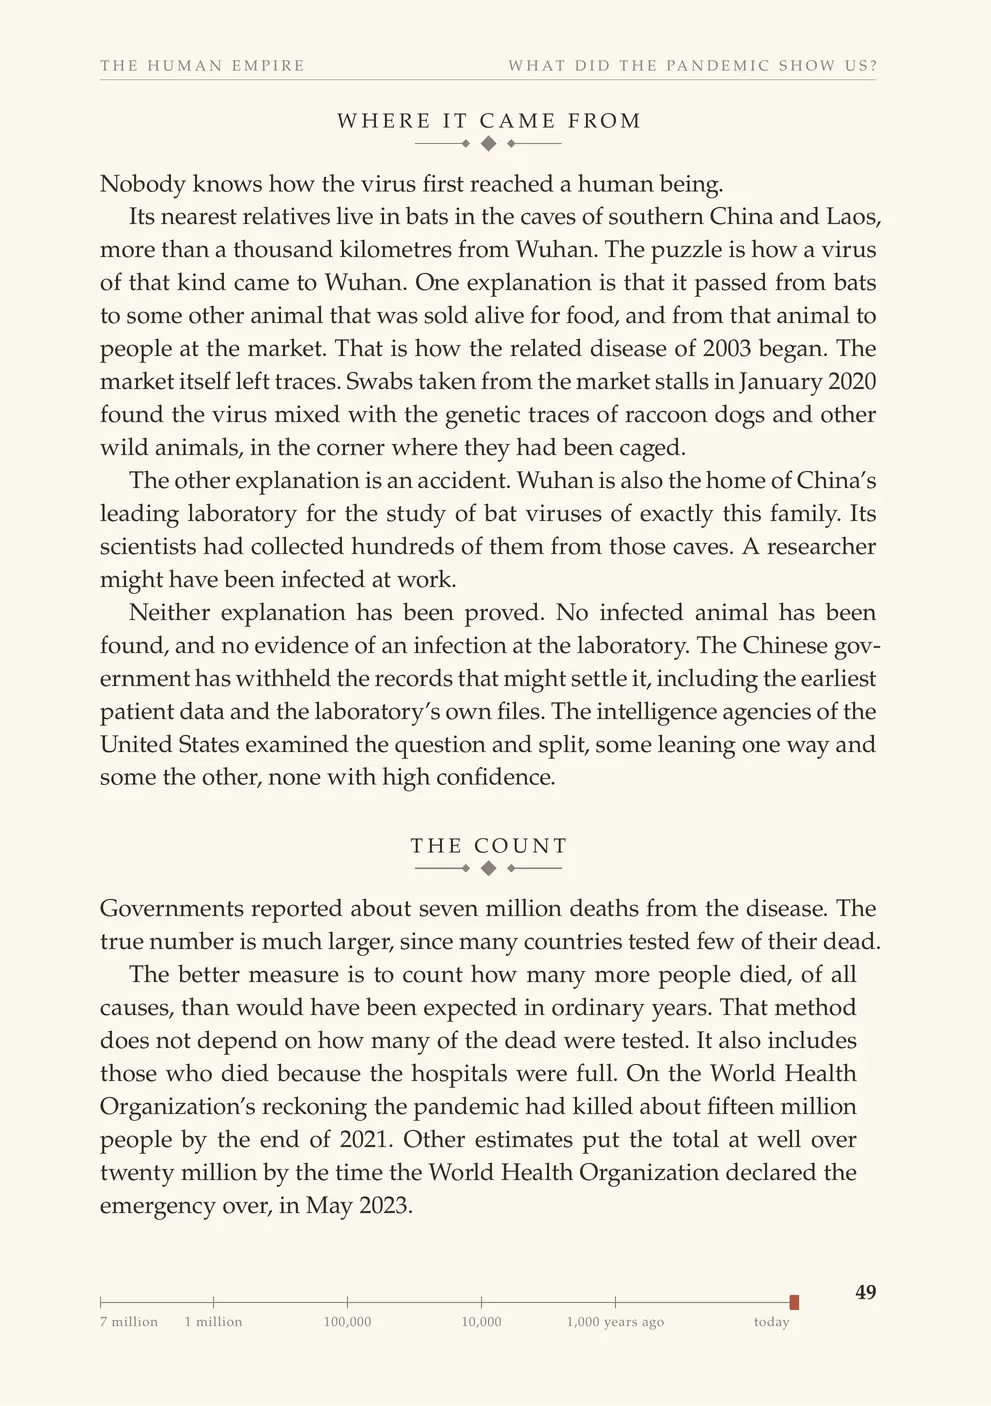 THE HUMAN EMPIRE
WHAT DID THE PANDEMIC SHOW US?
WHERE IT CAME FROM
Nobody knows how the virus first reached a human being.
Its nearest relatives live in bats in the caves of southern China and Laos,
more than a thousand kilometres from Wuhan. The puzzle is how a virus
of that kind came to Wuhan. One explanation is that it passed from bats
to some other animal that was sold alive for food, and from that animal to
people at the market. That is how the related disease of 2003 began. The
market itself left traces. Swabs taken from the market stalls in January 2020
found the virus mixed with the genetic traces of raccoon dogs and other
wild animals, in the corner where they had been caged.
The other explanation is an accident. Wuhan is also the home of China’s
leading laboratory for the study of bat viruses of exactly this family. Its
scientists had collected hundreds of them from those caves. A researcher
might have been infected at work.
Neither explanation has been proved. No infected animal has been
found, and no evidence of an infection at the laboratory. The Chinese gov-
ernment has withheld the records that might settle it, including the earliest
patient data and the laboratory’s own files. The intelligence agencies of the
United States examined the question and split, some leaning one way and
some the other, none with high confidence.
THE COUNT
Governments reported about seven million deaths from the disease. The
true number is much larger, since many countries tested few of their dead.
The better measure is to count how many more people died, of all
causes, than would have been expected in ordinary years. That method
does not depend on how many of the dead were tested. It also includes
those who died because the hospitals were full. On the World Health
Organization’s reckoning the pandemic had killed about fifteen million
people by the end of 2021. Other estimates put the total at well over
twenty million by the time the World Health Organization declared the
emergency over, in May 2023.
49
7 million 1 million 100,000 10,000 1,000 years ago today